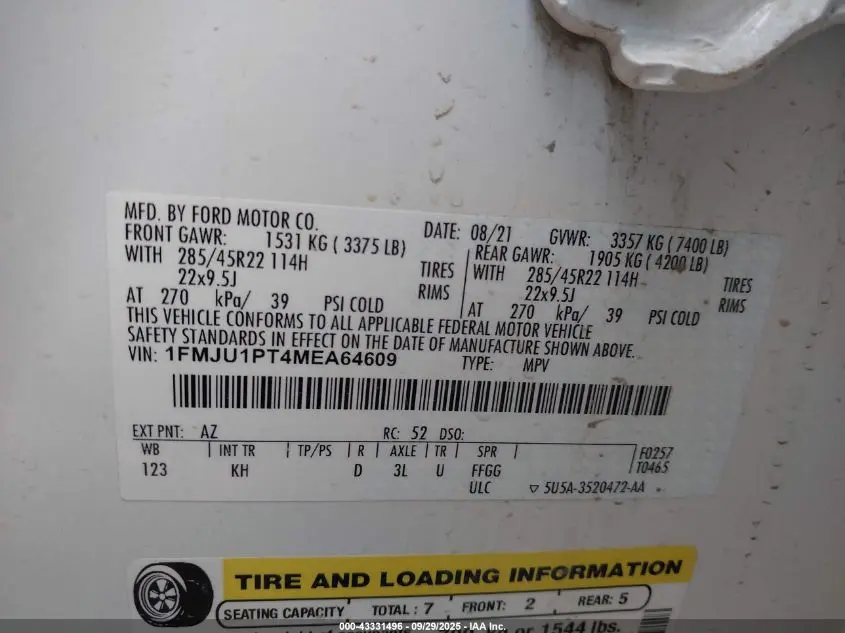 MFD. BY FORD MOTOR CO.
DATE: 08/21 GVWR: 3357 KG ( 7400 LB)
FRONT GAWR: 1531 KG ( 3375 LB)
WITH 285/45R22 114H TIRES
22x9.5J RIMS
AT 270 kPa/ 39 PSI COLD
REAR GAWR: 1905 KG ( 4200 LB)
WITH 285/45R22 114H TIRES
22x9.5J RIMS
AT 270 kPa/ 39 PSI COLD
THIS VEHICLE CONFORMS TO ALL APPLICABLE FEDERAL MOTOR VEHICLE
SAFETY STANDARDS IN EFFECT ON THE DATE OF MANUFACTURE SHOWN ABOVE.
VIN: 1FMJU1PT4MEA64609 TYPE: MPV
EXT PNT: AZ RC: 52 DSO:
WB | INT TR | TP/PS | R | AXLE | TR | SPR | F0257
123 KH D 3L U FFGG T0465
ULC ▽ 5U5A-3520472-AA
TIRE AND LOADING INFORMATION
SEATING CAPACITY TOTAL : 7 FRONT: 2 REAR: 5
or 1544 lbs.
000-43331496 - 09/29/2025 - IAA Inc.